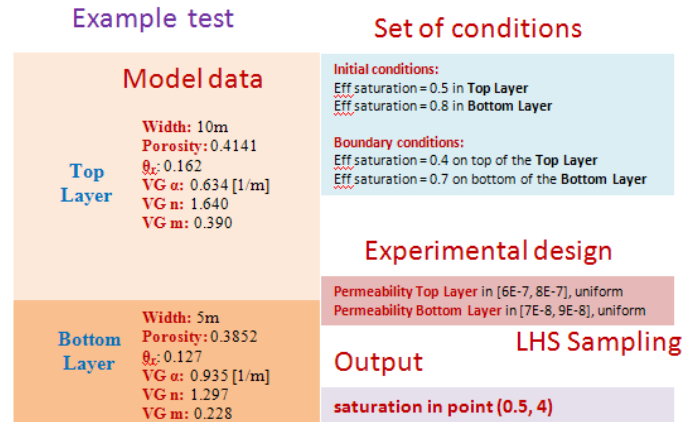 Example test
Model data
Top
Layer
Width: 10m
Porosity: 0.4141
θr: 0.162
VG α: 0.634 [1/m]
VG n: 1.640
VG m: 0.390
Bottom
Layer
Width: 5m
Porosity: 0.3852
θr: 0.127
VG α: 0.935 [1/m]
VG n: 1.297
VG m: 0.228
Set of conditions
Initial conditions:
Eff saturation = 0.5 in Top Layer
Eff saturation = 0.8 in Bottom Layer
Boundary conditions:
Eff saturation = 0.4 on top of the Top Layer
Eff saturation = 0.7 on bottom of the Bottom Layer
Experimental design
Permeability Top Layer in [6E-7, 8E-7], uniform
Permeability Bottom Layer in [7E-8, 9E-8], uniform
LHS Sampling
Output
saturation in point (0.5, 4)